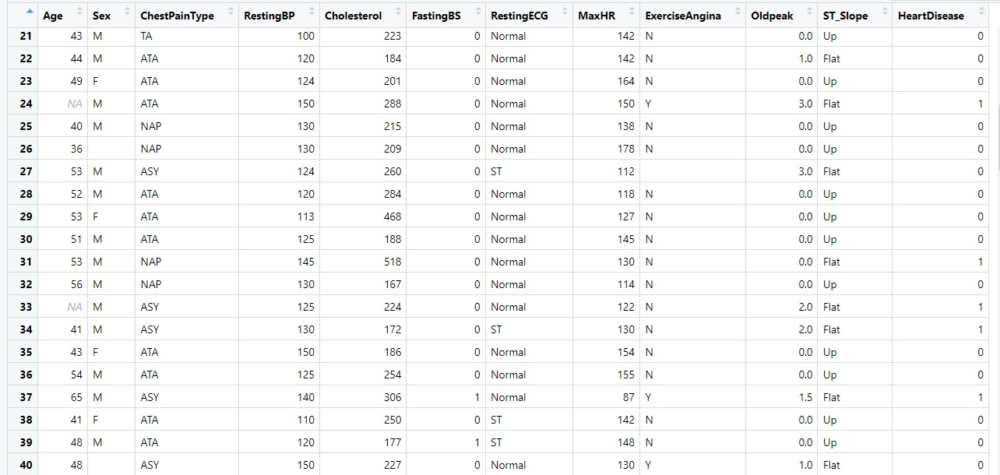 Age Sex ChestPainType RestingBP Cholesterol FastingBS RestingECG MaxHR ExerciseAngina Oldpeak ST_Slope HeartDisease
21 43 M TA 100 223 0 Normal 142 N 0.0 Up 0
22 44 M ATA 120 184 0 Normal 142 N 1.0 Flat 0
23 49 F ATA 124 201 0 Normal 164 N 0.0 Up 0
24 NA M ATA 150 288 0 Normal 150 Y 3.0 Flat 1
25 40 M NAP 130 215 0 Normal 138 N 0.0 Up 0
26 36 NAP 130 209 0 Normal 178 N 0.0 Up 0
27 53 M ASY 124 260 0 ST 112 3.0 Flat 0
28 52 M ATA 120 284 0 Normal 118 N 0.0 Up 0
29 53 F ATA 113 468 0 Normal 127 N 0.0 Up 0
30 51 M ATA 125 188 0 Normal 145 N 0.0 Up 0
31 53 M NAP 145 518 0 Normal 130 N 0.0 Flat 1
32 56 M NAP 130 167 0 Normal 114 N 0.0 Up 0
33 NA M ASY 125 224 0 Normal 122 N 2.0 Flat 1
34 41 M ASY 130 172 0 ST 130 N 2.0 Flat 1
35 43 F ATA 150 186 0 Normal 154 N 0.0 Up 0
36 54 M ATA 125 254 0 Normal 155 N 0.0 Up 0
37 65 M ASY 140 306 1 Normal 87 Y 1.5 Flat 1
38 41 F ATA 110 250 0 ST 142 N 0.0 Up 0
39 48 M ATA 120 177 1 ST 148 N 0.0 Up 0
40 48 ASY 150 227 0 Normal 130 Y 1.0 Flat 0